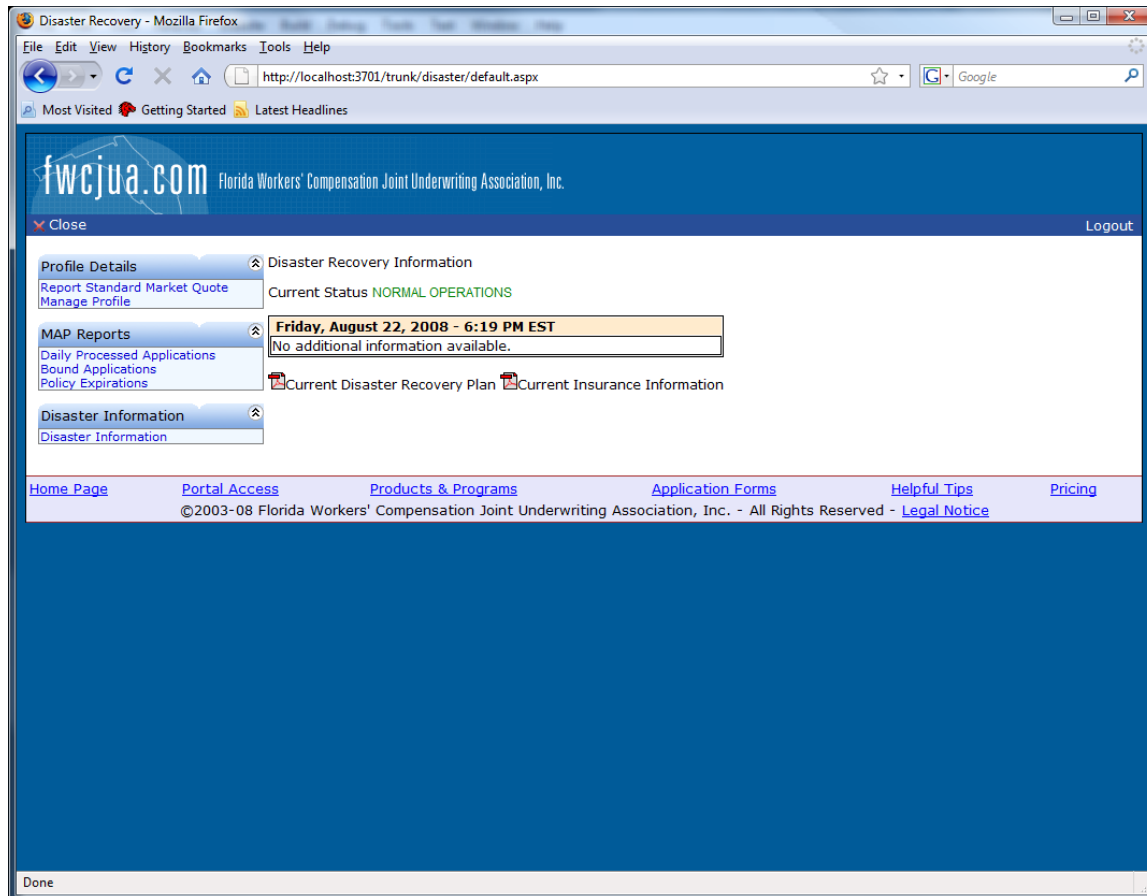 Disaster Recovery - Mozilla Firefox
File Edit View History Bookmarks Tools Help
http://localhost:3701/trunk/disaster/default.aspx
G Google
Most Visited Getting Started Latest Headlines
fwcjua.com Florida Workers' Compensation Joint Underwriting Association, Inc.
Close Logout
Profile Details
Report Standard Market Quote
Manage Profile
MAP Reports
Daily Processed Applications
Bound Applications
Policy Expirations
Disaster Information
Disaster Information
Disaster Recovery Information
Current Status NORMAL OPERATIONS
Friday, August 22, 2008 - 6:19 PM EST
No additional information available.
Current Disaster Recovery Plan Current Insurance Information
Home Page Portal Access Products & Programs Application Forms Helpful Tips Pricing
©2003-08 Florida Workers' Compensation Joint Underwriting Association, Inc. - All Rights Reserved - Legal Notice
Done